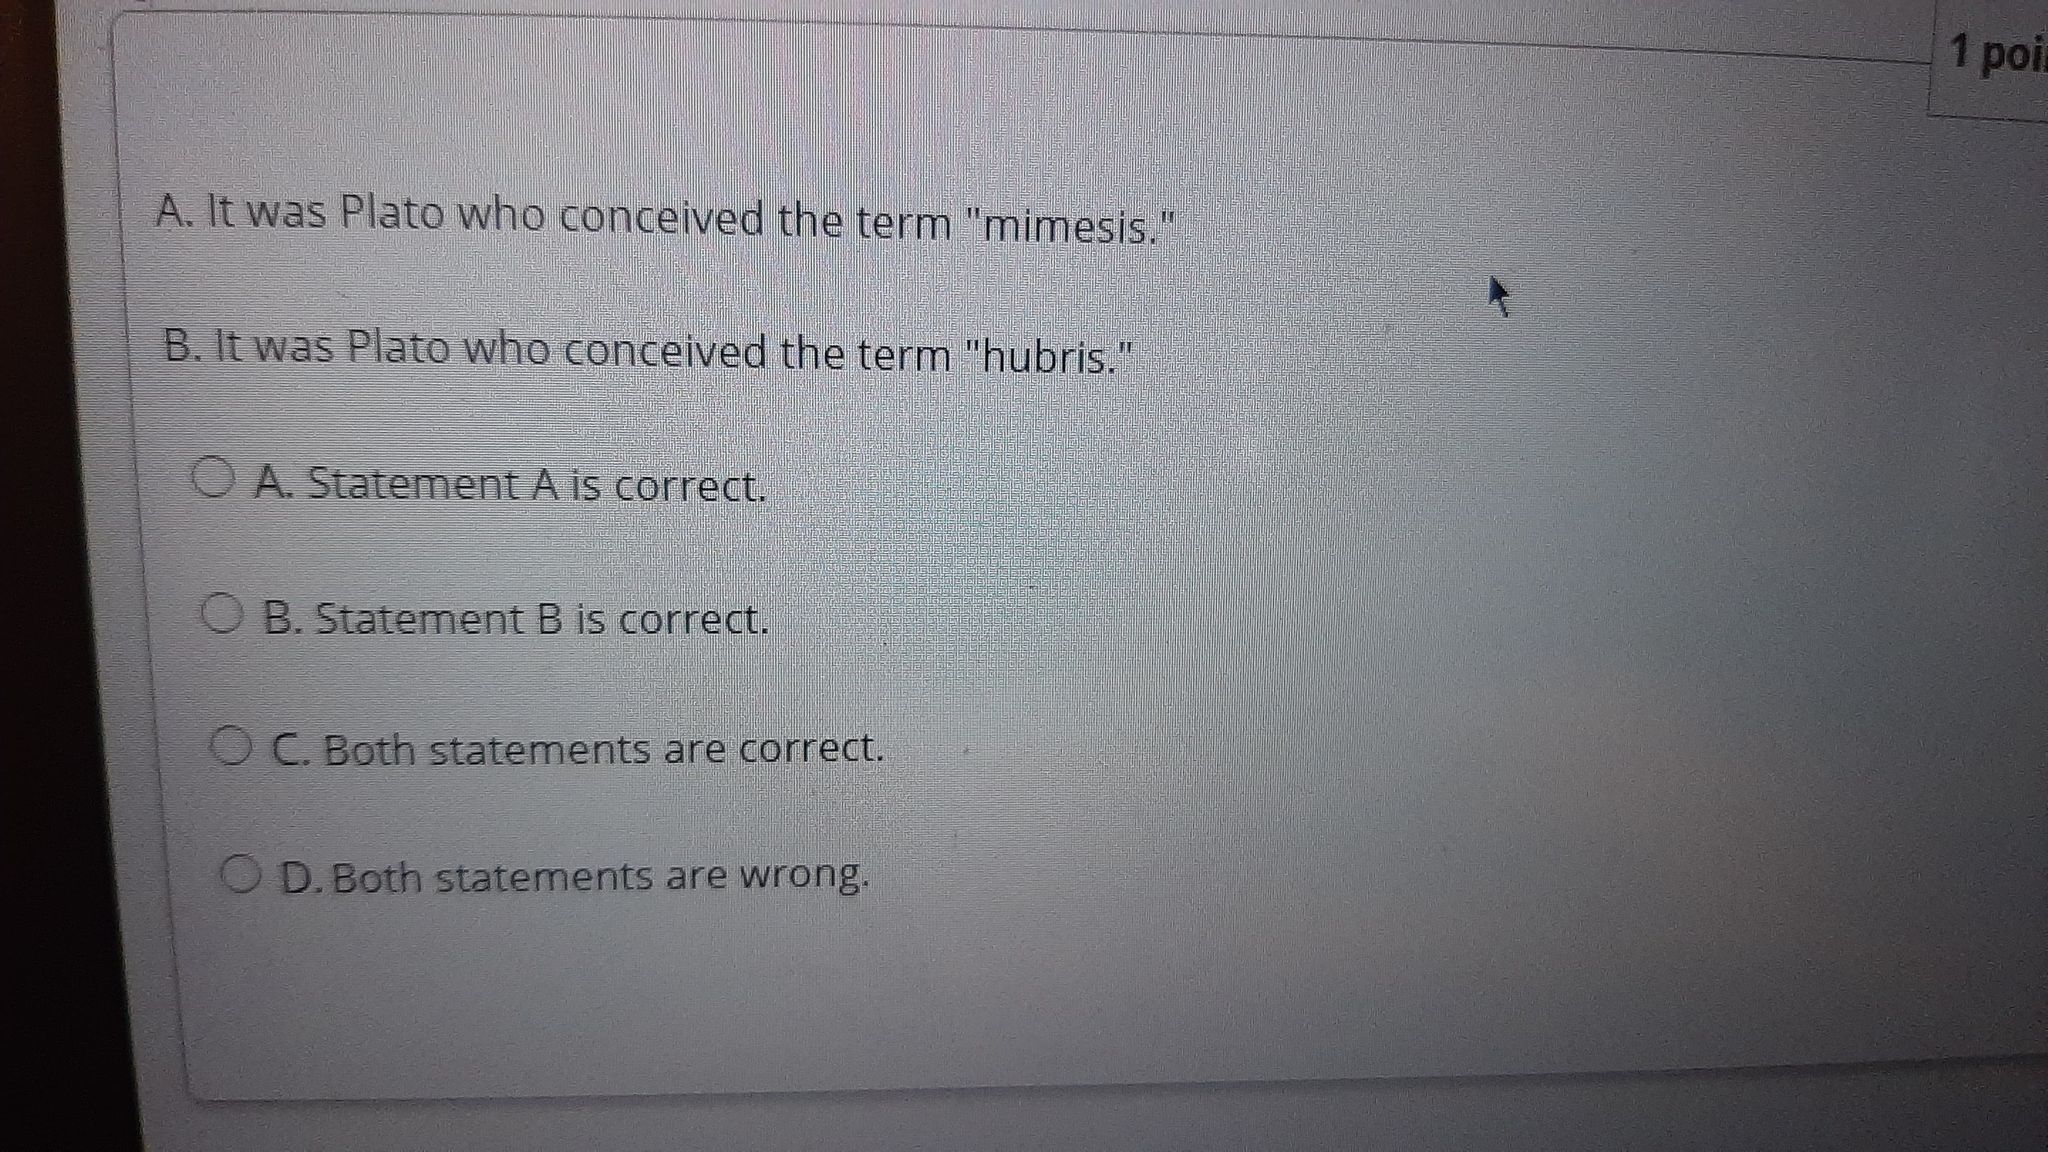 1 poi
A. It was Plato who conceived the term "mimesis."
B. It was Plato who conceived the term "hubris."
A. Statement A is correct.
B. Statement B is correct.
C. Both statements are correct.
D. Both statements are wrong.